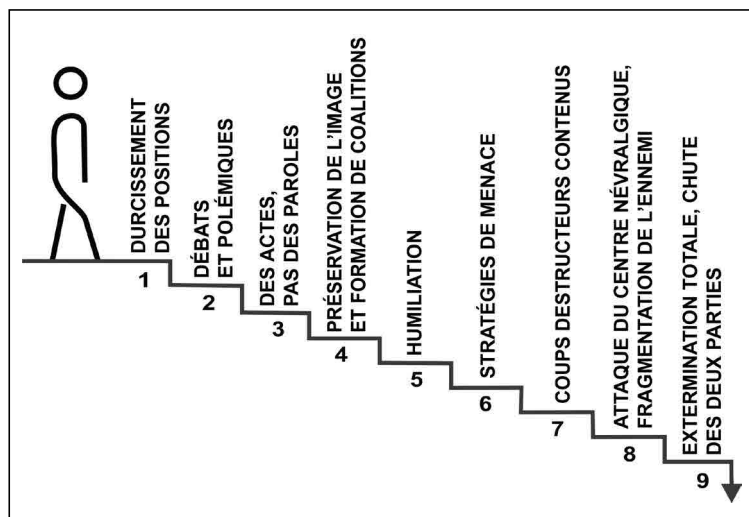 DURCISSEMENT
DES POSITIONS
1
DÉBATS
ET POLÉMIQUES
2
DES ACTES,
PAS DES PAROLES
3
PRÉSERVATION DE L'IMAGE
ET FORMATION DE COALITIONS
4
HUMILIATION
5
STRATÉGIES DE MENACE
6
COUPS DESTRUCTEURS CONTENUS
7
ATTAQUE DU CENTRE NÉVRALGIQUE,
FRAGMENTATION DE L'ENNEMI
8
EXTERMINATION TOTALE, CHUTE
DES DEUX PARTIES
9